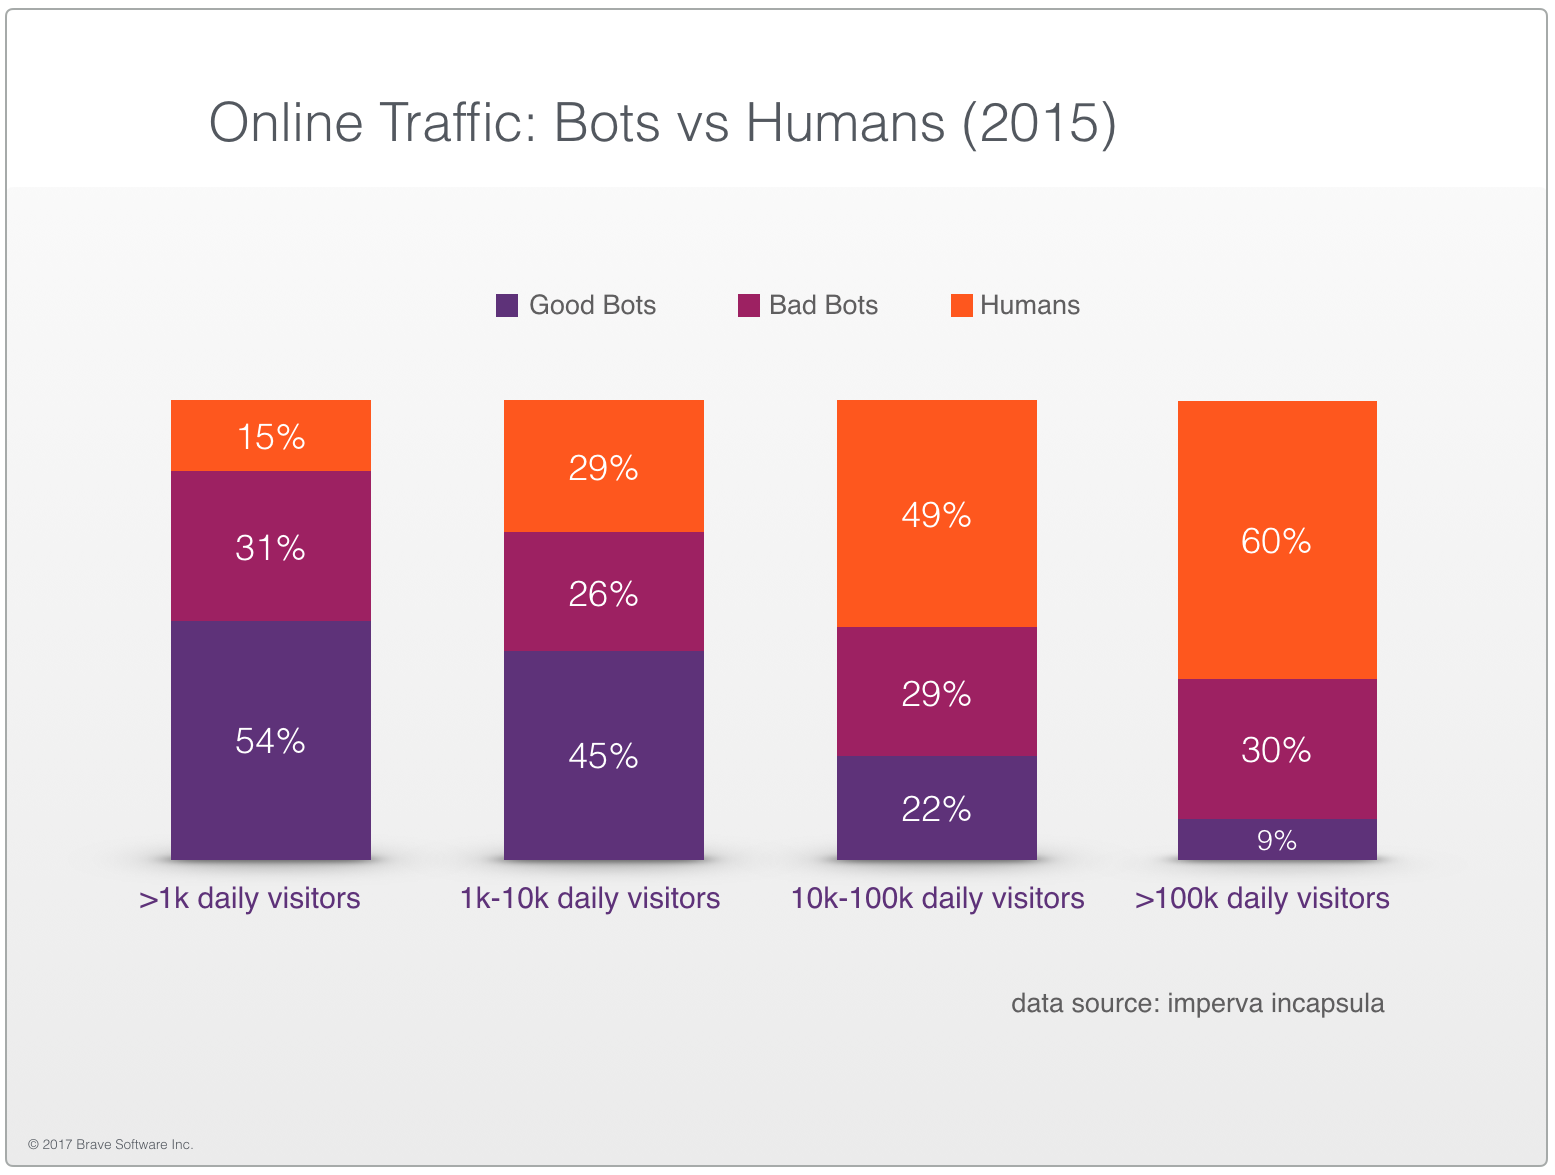 Online Traffic: Bots vs Humans (2015)
Good Bots Bad Bots Humans
15% 29% 49% 60%
31% 26% 29% 30%
54% 45% 22% 9%
>1k daily visitors 1k-10k daily visitors 10k-100k daily visitors >100k daily visitors
data source: imperva incapsula
© 2017 Brave Software Inc.